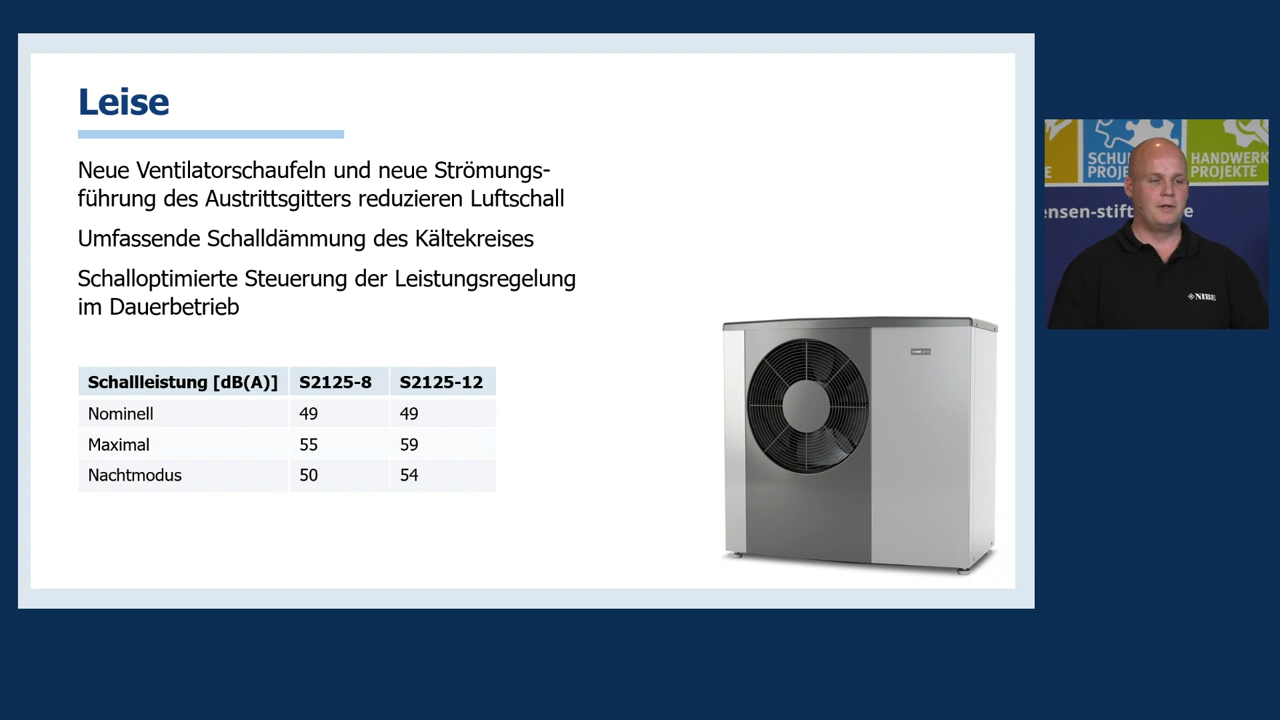 Leise
Neue Ventilatorschaufeln und neue Strömungs-
führung des Austrittsgitters reduzieren Luftschall
Umfassende Schalldämmung des Kältekreises
Schalloptimierte Steuerung der Leistungsregelung
im Dauerbetrieb
Schallleistung [dB(A)] S2125-8 S2125-12
Nominell 49 49
Maximal 55 59
Nachtmodus 50 54
HANDWERK
PROJEKTE
NIBE